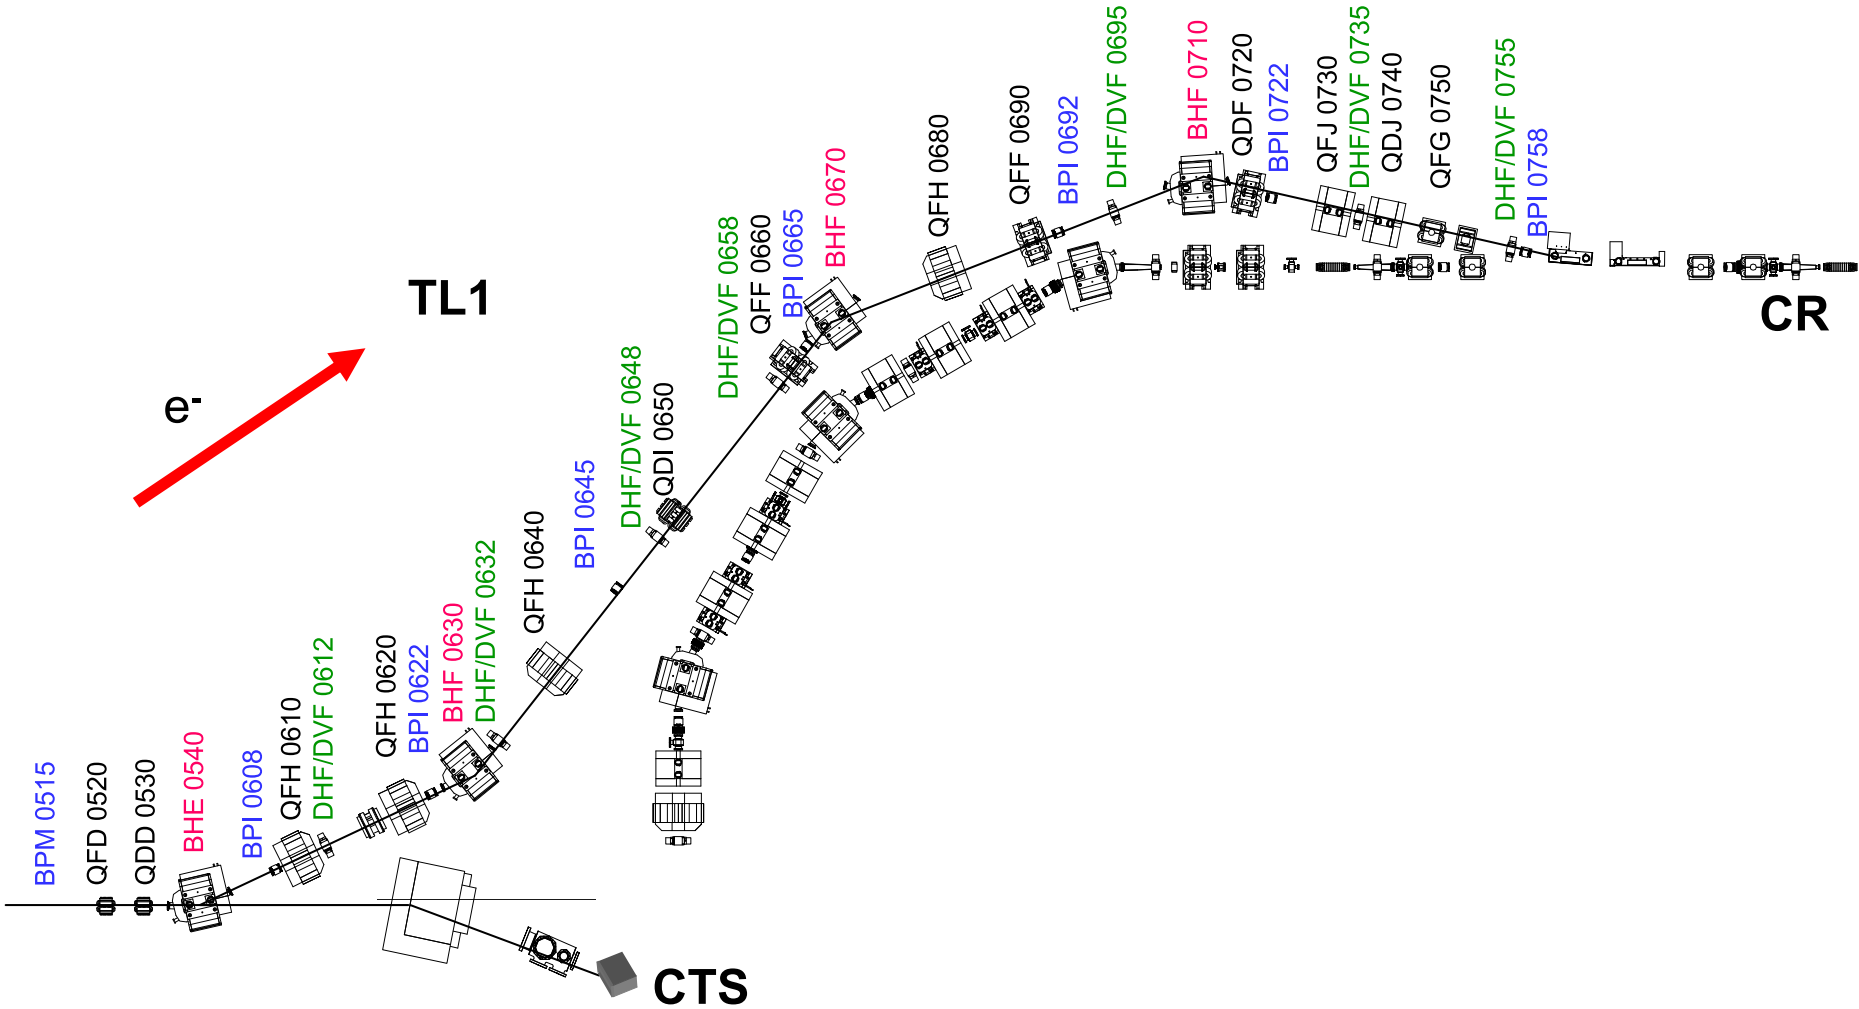 BPM 0515
QFD 0520
QDD 0530
BHE 0540
BPI 0608
QFH 0610
DHF/DVF 0612
QFH 0620
BPI 0622
BHF 0630
DHF/DVF 0632
QFH 0640
BPI 0645
DHF/DVF 0648
QDI 0650
DHF/DVF 0658
QFF 0660
BPI 0665
BHF 0670
QFH 0680
QFF 0690
BPI 0692
DHF/DVF 0695
BHF 0710
QDF 0720
BPI 0722
QFJ 0730
DHF/DVF 0735
QDJ 0740
QFG 0750
DHF/DVF 0755
BPI 0758
TL1
CR
e-
CTS